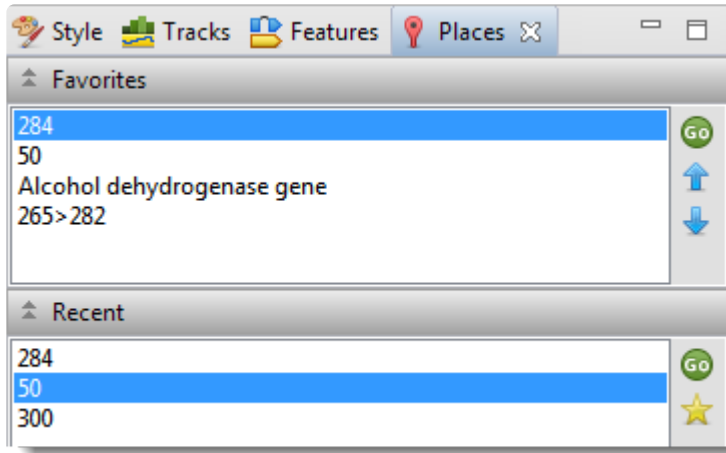 Style Tracks Features Places
Favorites
284
Go
50
Alcohol dehydrogenase gene
265>282
Recent
284
Go
50
300